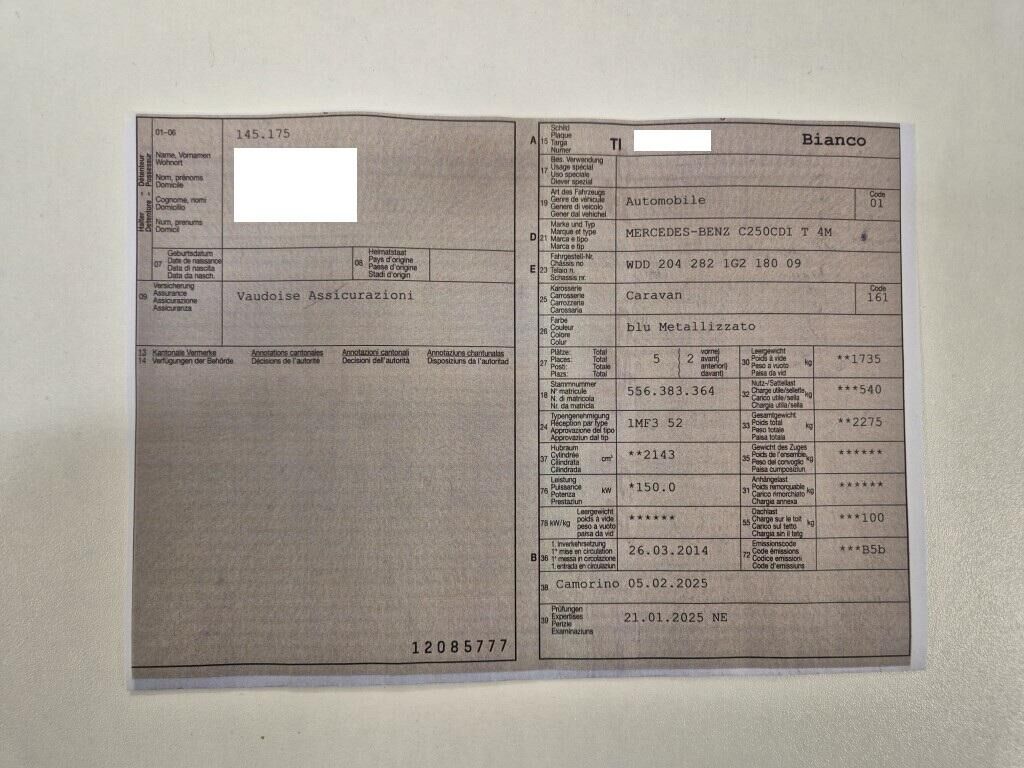 01-06
145.175
Halter - Détenteur
Detentore - Possessur
Name, Vornamen
Wohnort
Nom, prénoms
Domicile
Cognome, nomi
Domicilio
Num, prenums
Domicil
07
Geburtsdatum
Date de naissance
Data di nascita
Data da nasch.
08
Heimatstaat
Pays d'origine
Paese d'origine
Stadi d'origin
09
Versicherung
Assurance
Assicurazione
Assicuranza
Vaudoise Assicurazioni
13 Kantonale Vermerke Annotations cantonales Annotazioni cantonali Annotaziuns chantunalas
14 Verfügungen der Behörde Décisions de l'autorité Decisioni dell'autorità Disposiziuns da l'autoritad
12085777
A 15
Schild
Plaque
Targa
Numer
TI
Bianco
17
Bes. Verwendung
Usage spécial
Uso speciale
Diever spezial
19
Art des Fahrzeugs
Genre de véhicule
Genere di veicolo
Gener dal vehichel
Automobile
Code
01
D 21
Marke und Typ
Marque et type
Marca e tipo
Marca e tip
MERCEDES-BENZ C250CDI T 4M
E 23
Fahrgestell-Nr.
Châssis no
Telaio n.
Schassis nr.
WDD 204 282 1G2 180 09
25
Karosserie
Carrosserie
Carrozzeria
Carossaria
Caravan
Code
161
26
Farbe
Couleur
Colore
Colur
blu Metallizzato
27
Plätze: Total
Places: Total
Posti: Totale
Plazs: Total
5
2
vorne)
avant)
anteriori)
davant)
30
Leergewicht
Poids à vide
Peso a vuoto
Paisa da vid
kg
**1735
18
Stammnummer
N° matricule
N. di matricola
Nr. da matricla
556.383.364
32
Nutz-/Sattellast
Charge utile/sellette
Carico utile/sella
Chargia utila/sella
kg
***540
24
Typengenehmigung
Réception par type
Approvazione del tipo
Approvaziun dal tip
1MF3 52
33
Gesamtgewicht
Poids total
Peso totale
Paisa totala
kg
**2275
37
Hubraum
Cylindrée
Cilindrata
Cilindrada
cm³
**2143
35
Gewicht des Zuges
Poids de l'ensemble
Peso del convoglio
Paisa cumposiziun
kg
******
76
Leistung
Puissance
Potenza
Prestaziun
kW
*150.0
31
Anhängelast
Poids remorquable
Carico rimorchiato
Chargia annexa
kg
******
78 kW/kg
Leergewicht
poids à vide
peso a vuoto
paisa da vid
******
55
Dachlast
Charge sur le toit
Carico sul tetto
Chargia sin il tetg
kg
***100
B 36
1. Inverkehrsetzung
1re mise en circulation
1a messa in circolazione
1. entrada en circulaziun
26.03.2014
72
Emissionscode
Code émissions
Codice emissioni
Code d'emissiuns
***B5b
38 Camorino 05.02.2025
39
Prüfungen
Expertises
Perizie
Examinaziuns
21.01.2025 NE